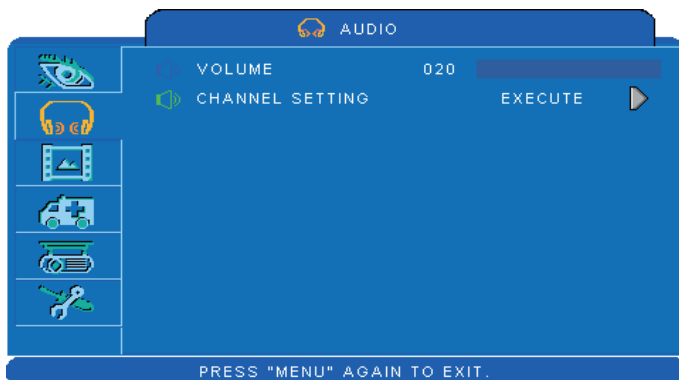 AUDIO
VOLUME 020
CHANNEL SETTING EXECUTE
PRESS "MENU" AGAIN TO EXIT.